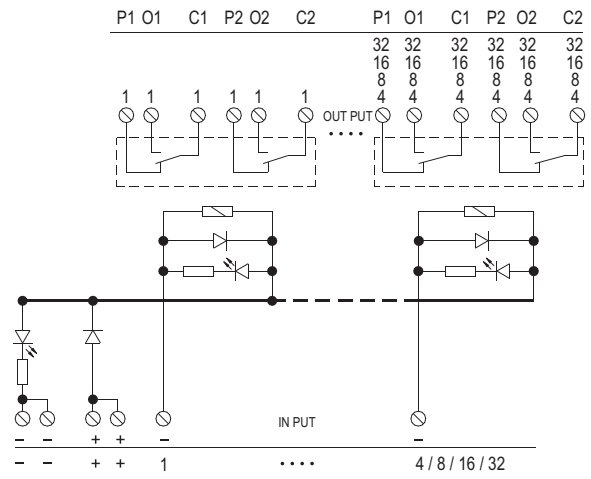 P1 O1 C1 P2 O2 C2 P1 O1 C1 P2 O2 C2
32 32 32 32 32 32
16 16 16 16 16 16
8 8 8 8 8 8
1 1 1 1 1 1 4 4 4 4 4 4
OUT PUT
IN PUT
– – + + – –
– – + + 1 4 / 8 / 16 / 32